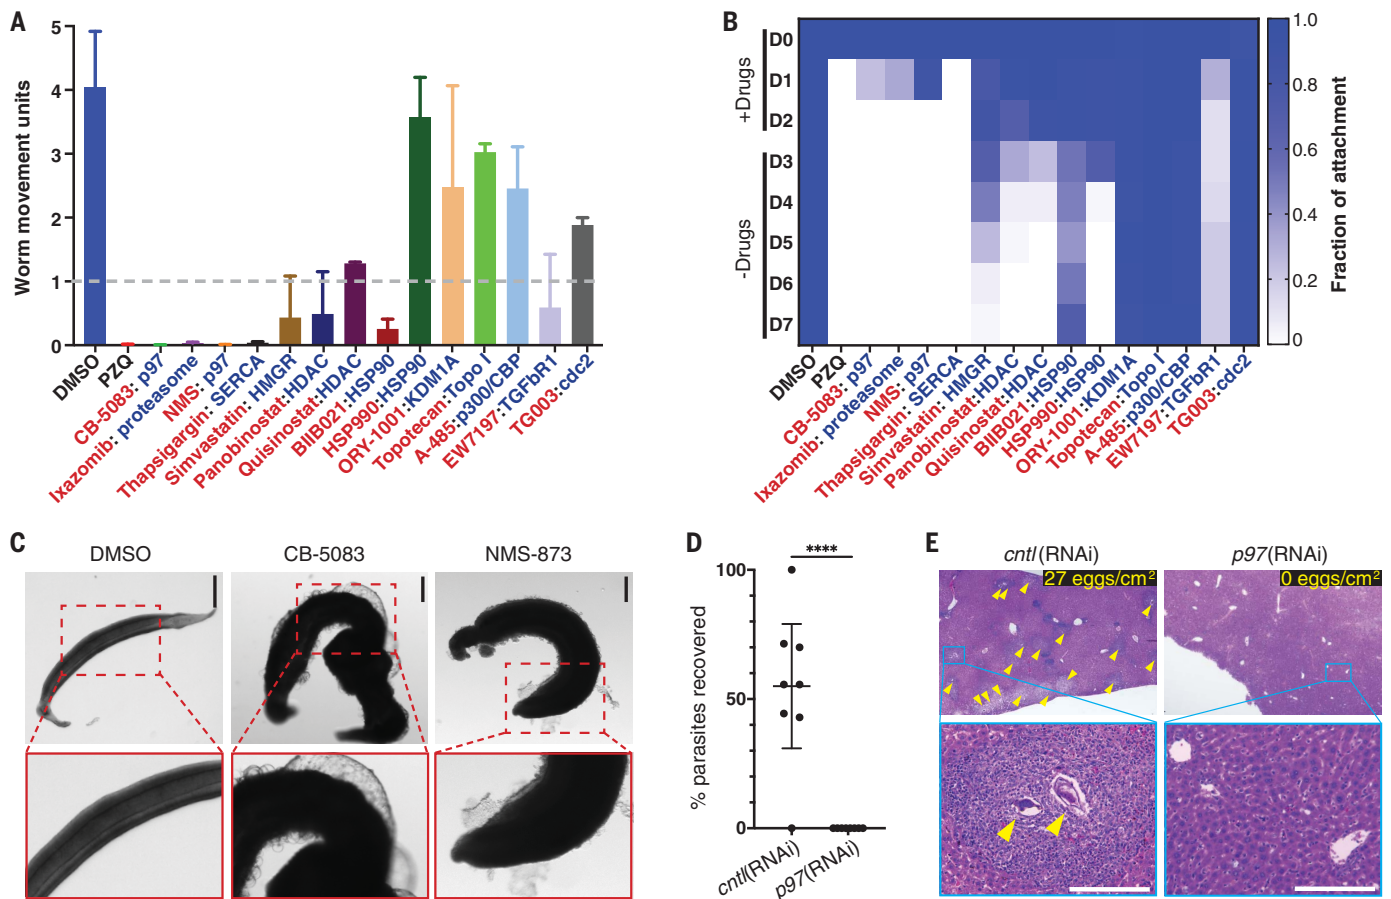 A
Worm movement units
5
4
3
2
1
0
DMSO
PZQ
CB-5083: p97
Ixazomib: proteasome
NMS: p97
Thapsigargin: SERCA
Simvastatin: HMGR
Panobinostat:HDAC
Quisinostat:HDAC
BIIB021:HSP90
HSP990:HSP90
ORY-1001:KDM1A
Topotecan:Topo I
A-485:p300/CBP
EW7197:TGFbR1
TG003:cdc2
B
+Drugs
-Drugs
D0
D1
D2
D3
D4
D5
D6
D7
1.0
0.8
0.6
0.4
0.2
0
Fraction of attachment
DMSO
PZQ
CB-5083: p97
Ixazomib: proteasome
NMS: p97
Thapsigargin: SERCA
Simvastatin: HMGR
Panobinostat:HDAC
Quisinostat:HDAC
BIIB021:HSP90
HSP990:HSP90
ORY-1001:KDM1A
Topotecan:Topo I
A-485:p300/CBP
EW7197:TGFbR1
TG003:cdc2
C
DMSO
CB-5083
NMS-873
D
% parasites recovered
100
50
0
****
cntl(RNAi)
p97(RNAi)
E
cntl(RNAi)
p97(RNAi)
27 eggs/cm²
0 eggs/cm²